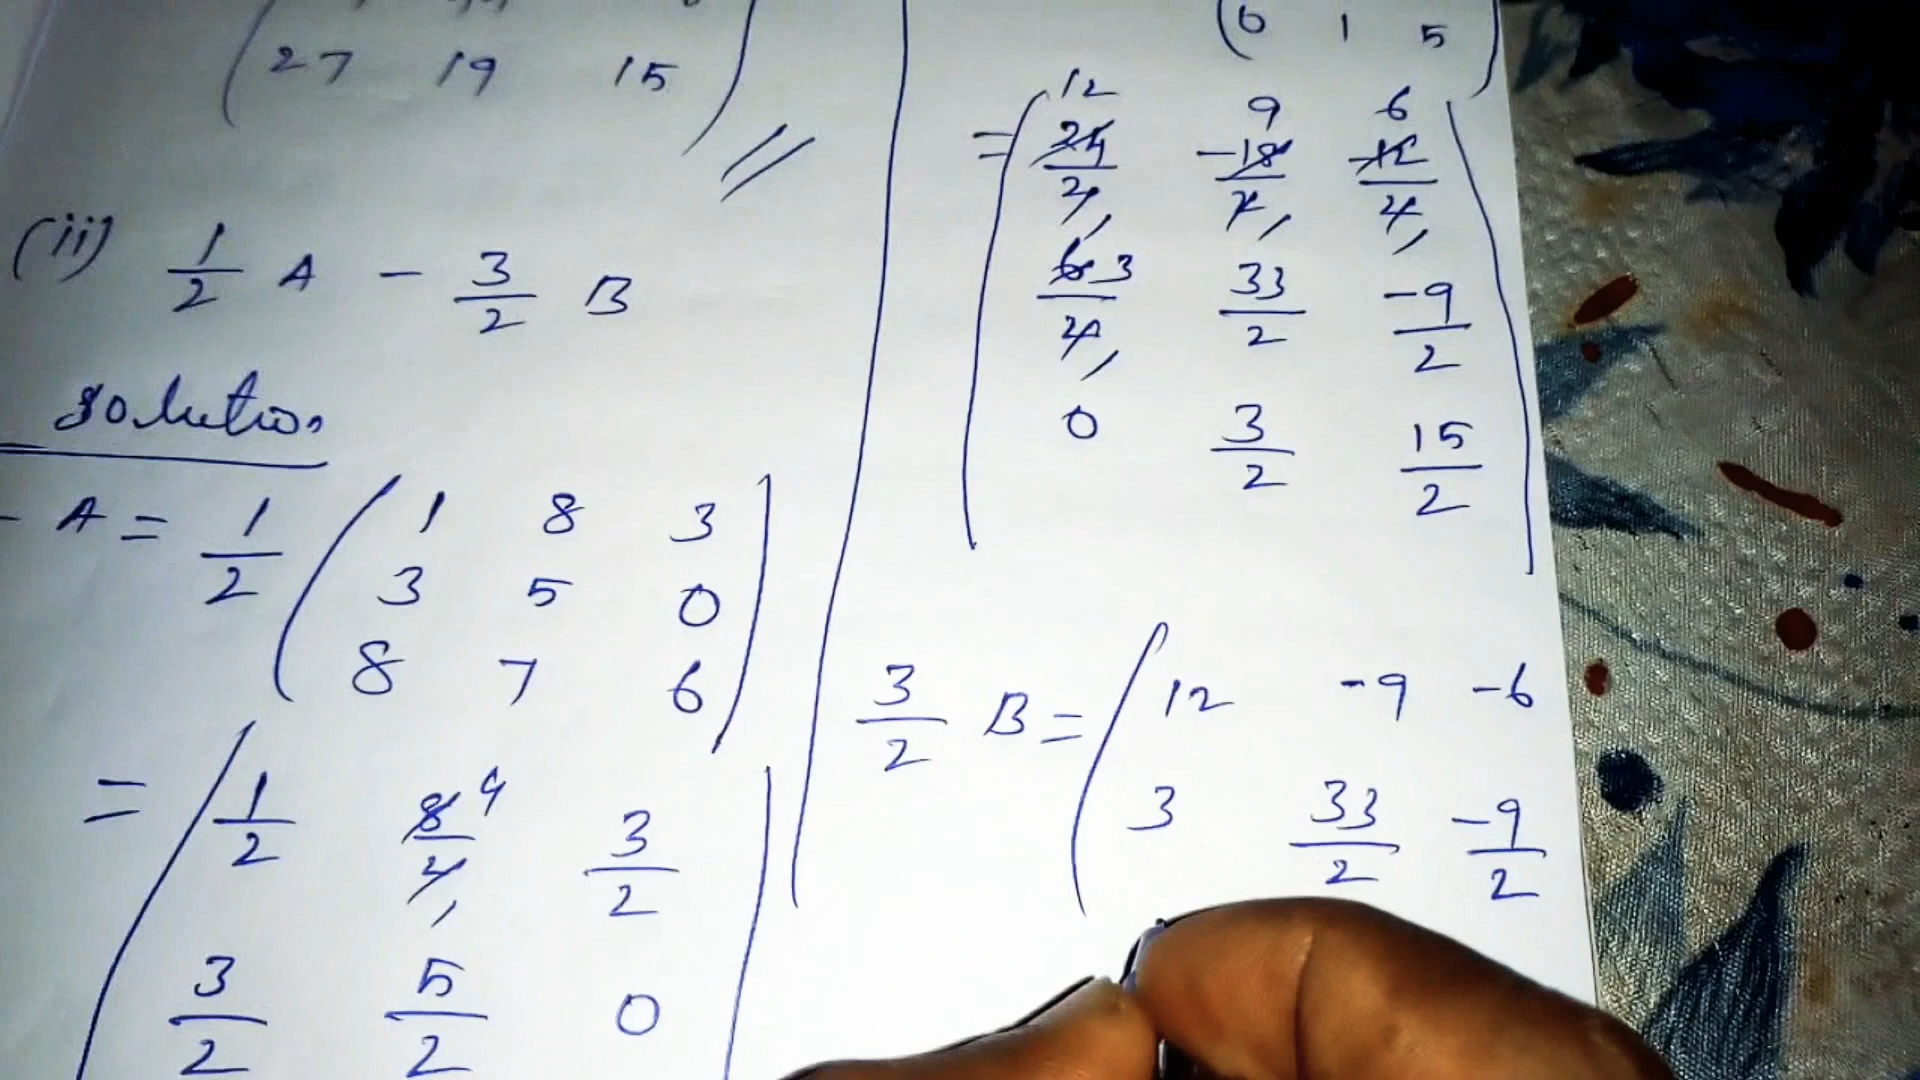 27 19 15
(ii) 1/2 A - 3/2 B
solution
- A = 1/2 ( 1 8 3
3 5 0
8 7 6 )
= ( 1/2 8/2 4 3/2
3/2 5/2 0
( 6 1 5 )
= ( 12 9 6
24/2, -18/2, -12/2,
6/2, 3 33/2 -9/2
0 3/2 15/2 )
3/2 B = ( 12 -9 -6
3 33/2 -9/2